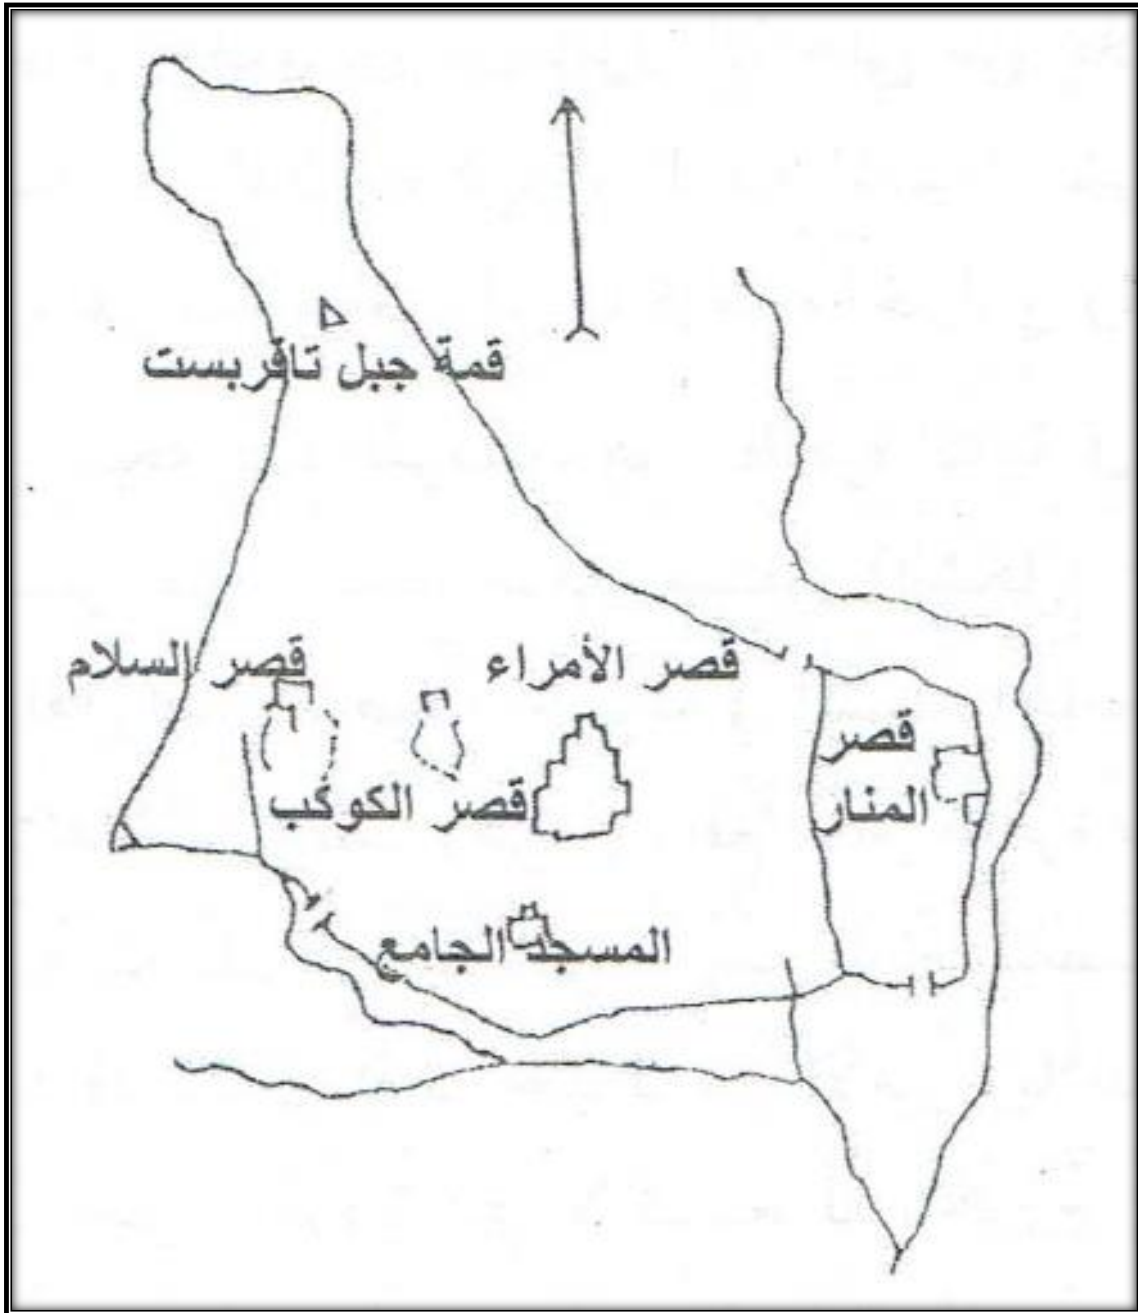 قمة جبل تاقربست
قصر السلام
قصر الأمراء
قصر
المنار
قصر الكوكب
المسجد الجامع